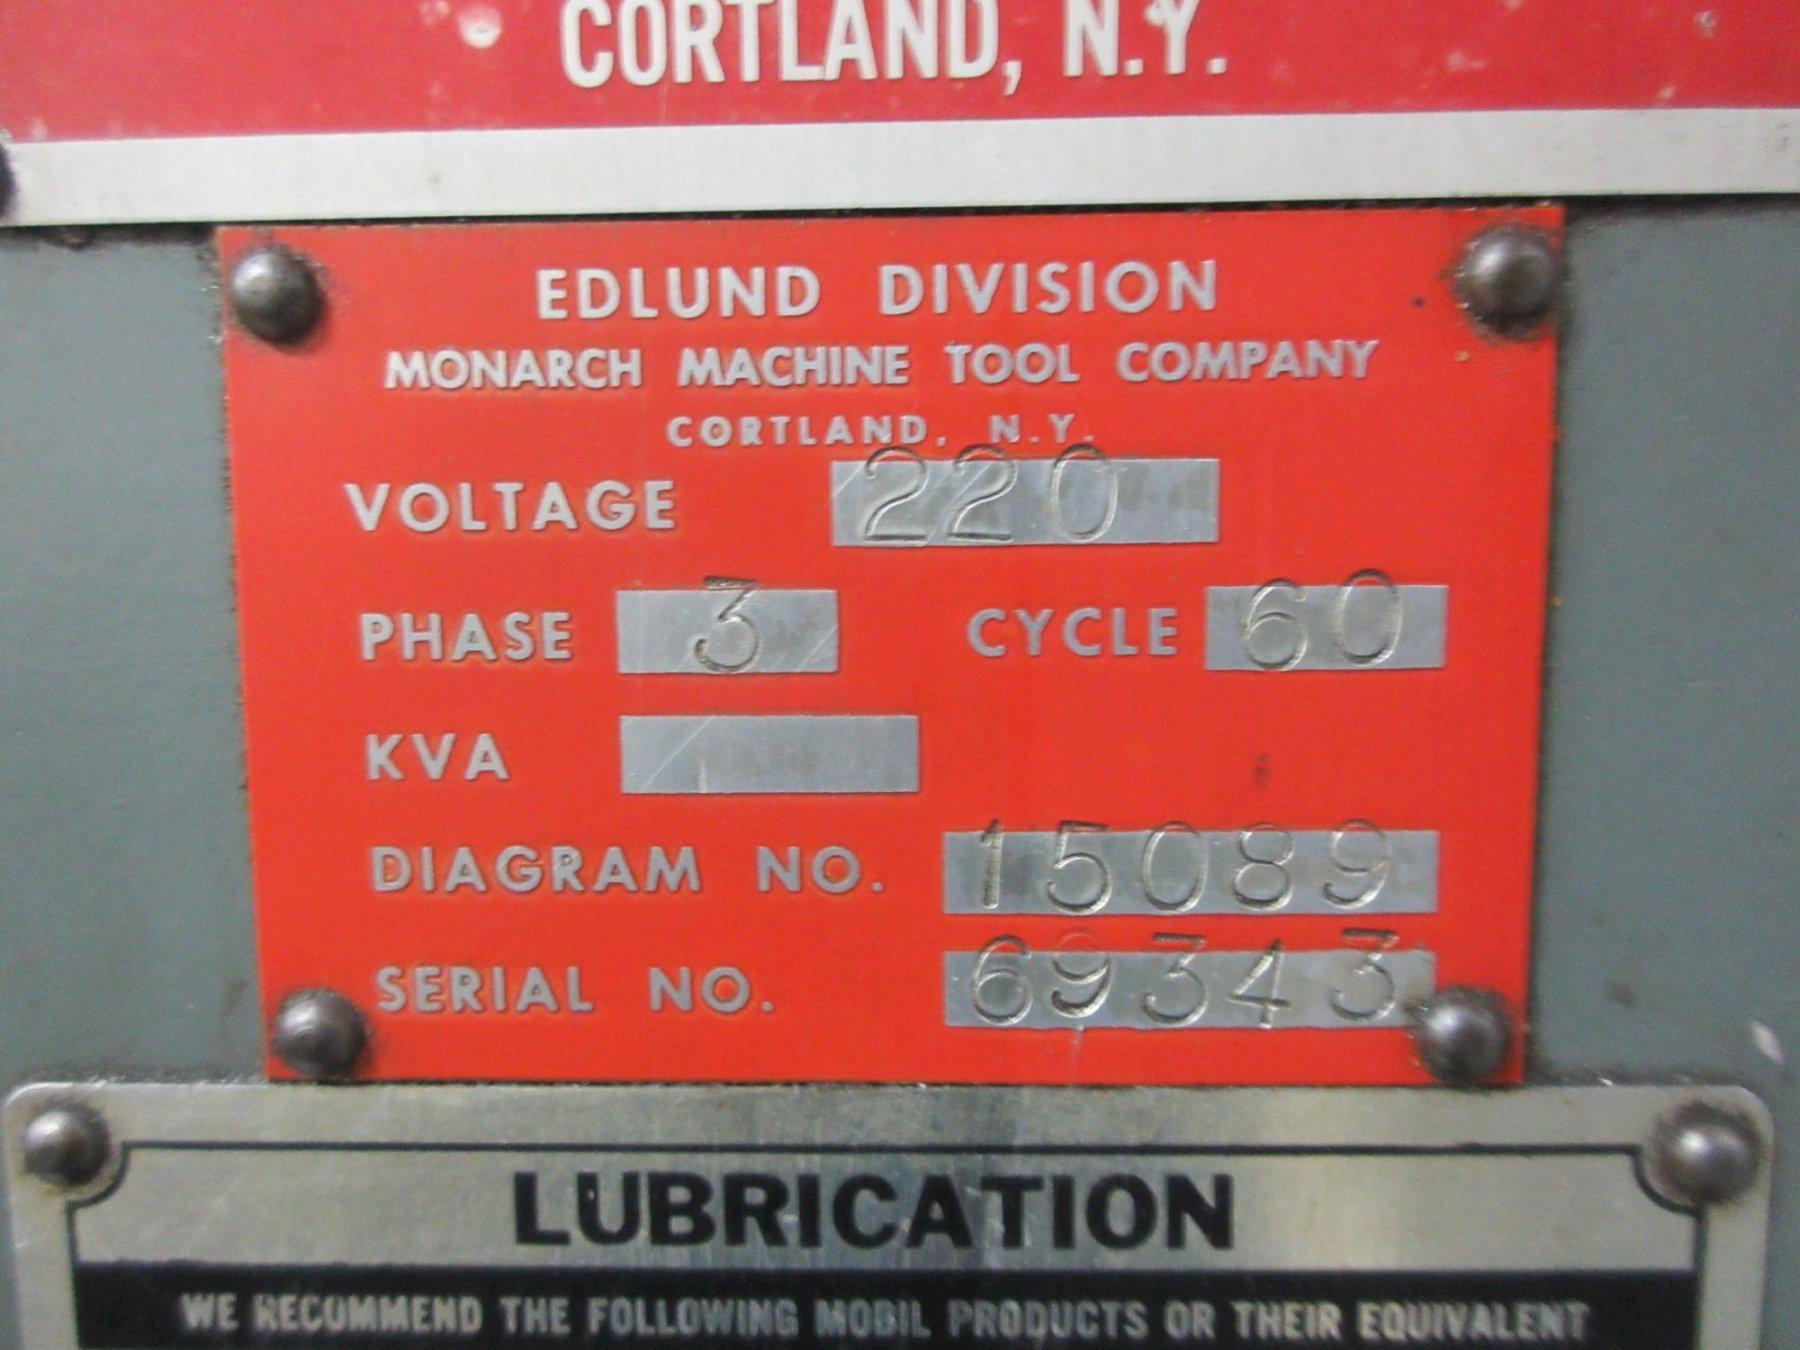 CORTLAND, N.Y.
EDLUND DIVISION
MONARCH MACHINE TOOL COMPANY
CORTLAND, N.Y.
VOLTAGE 220
PHASE 3 CYCLE 60
KVA
DIAGRAM NO. 15089
SERIAL NO. 69343
LUBRICATION
WE RECOMMEND THE FOLLOWING MOBIL PRODUCTS OR THEIR EQUIVALENT